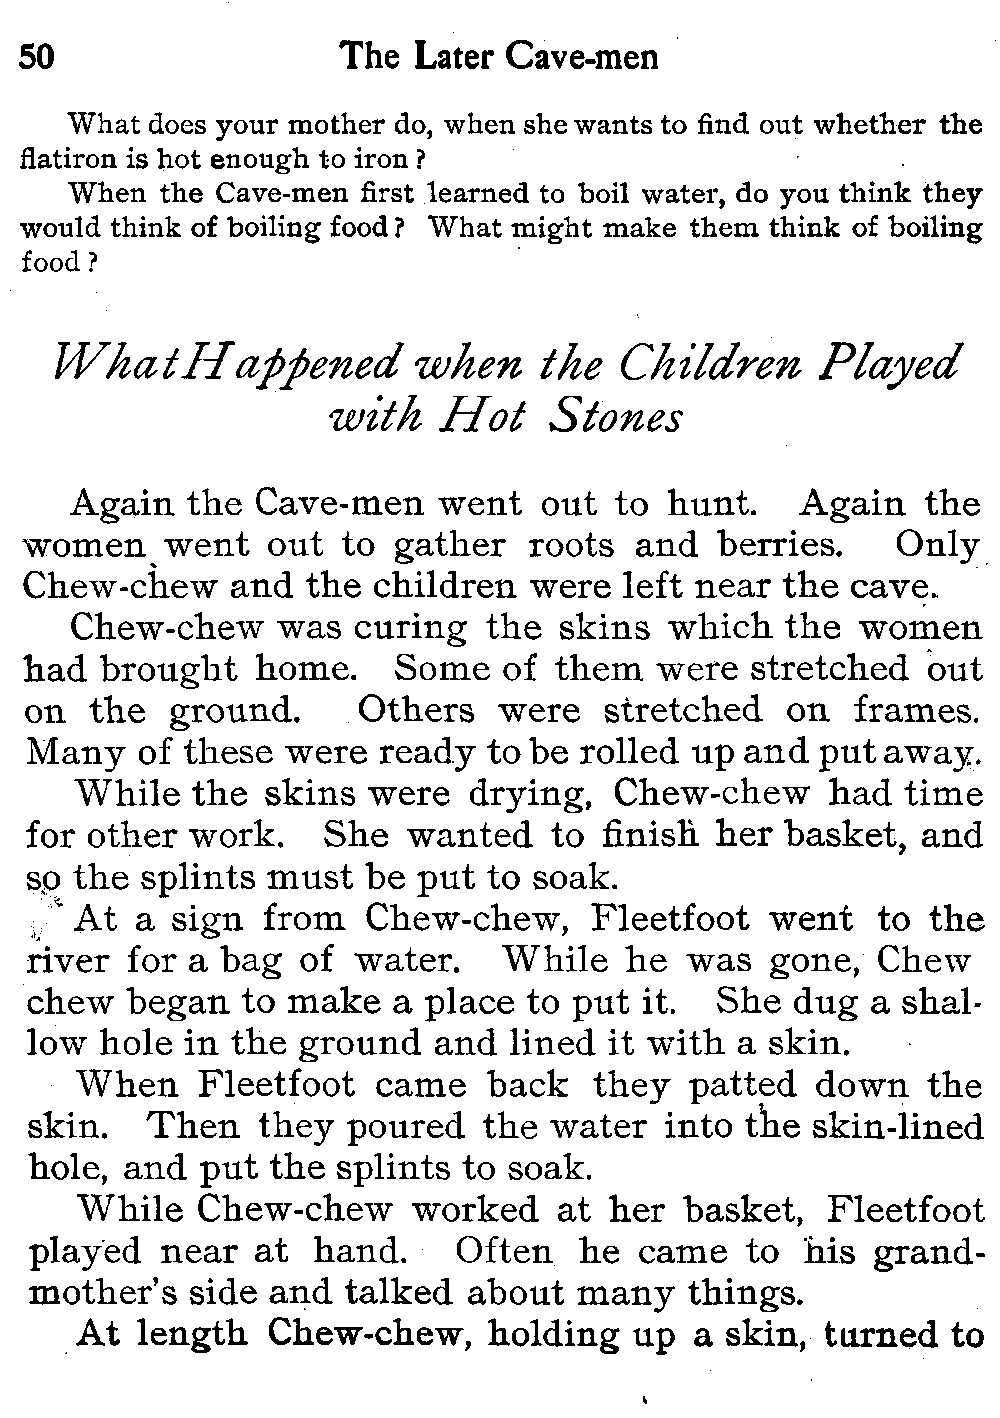 50 The Later Cave-men
What does your mother do, when she wants to find out whether the
flatiron is hot enough to iron?
When the Cave-men first learned to boil water, do you think they
would think of boiling food? What might make them think of boiling
food?
What Happened when the Children Played
with Hot Stones
Again the Cave-men went out to hunt. Again the
women went out to gather roots and berries. Only
Chew-chew and the children were left near the cave.
Chew-chew was curing the skins which the women
had brought home. Some of them were stretched out
on the ground. Others were stretched on frames.
Many of these were ready to be rolled up and put away.
While the skins were drying, Chew-chew had time
for other work. She wanted to finish her basket, and
so the splints must be put to soak.
At a sign from Chew-chew, Fleetfoot went to the
river for a bag of water. While he was gone, Chew
chew began to make a place to put it. She dug a shal-
low hole in the ground and lined it with a skin.
When Fleetfoot came back they patted down the
skin. Then they poured the water into the skin-lined
hole, and put the splints to soak.
While Chew-chew worked at her basket, Fleetfoot
played near at hand. Often he came to his grand-
mother's side and talked about many things.
At length Chew-chew, holding up a skin, turned to